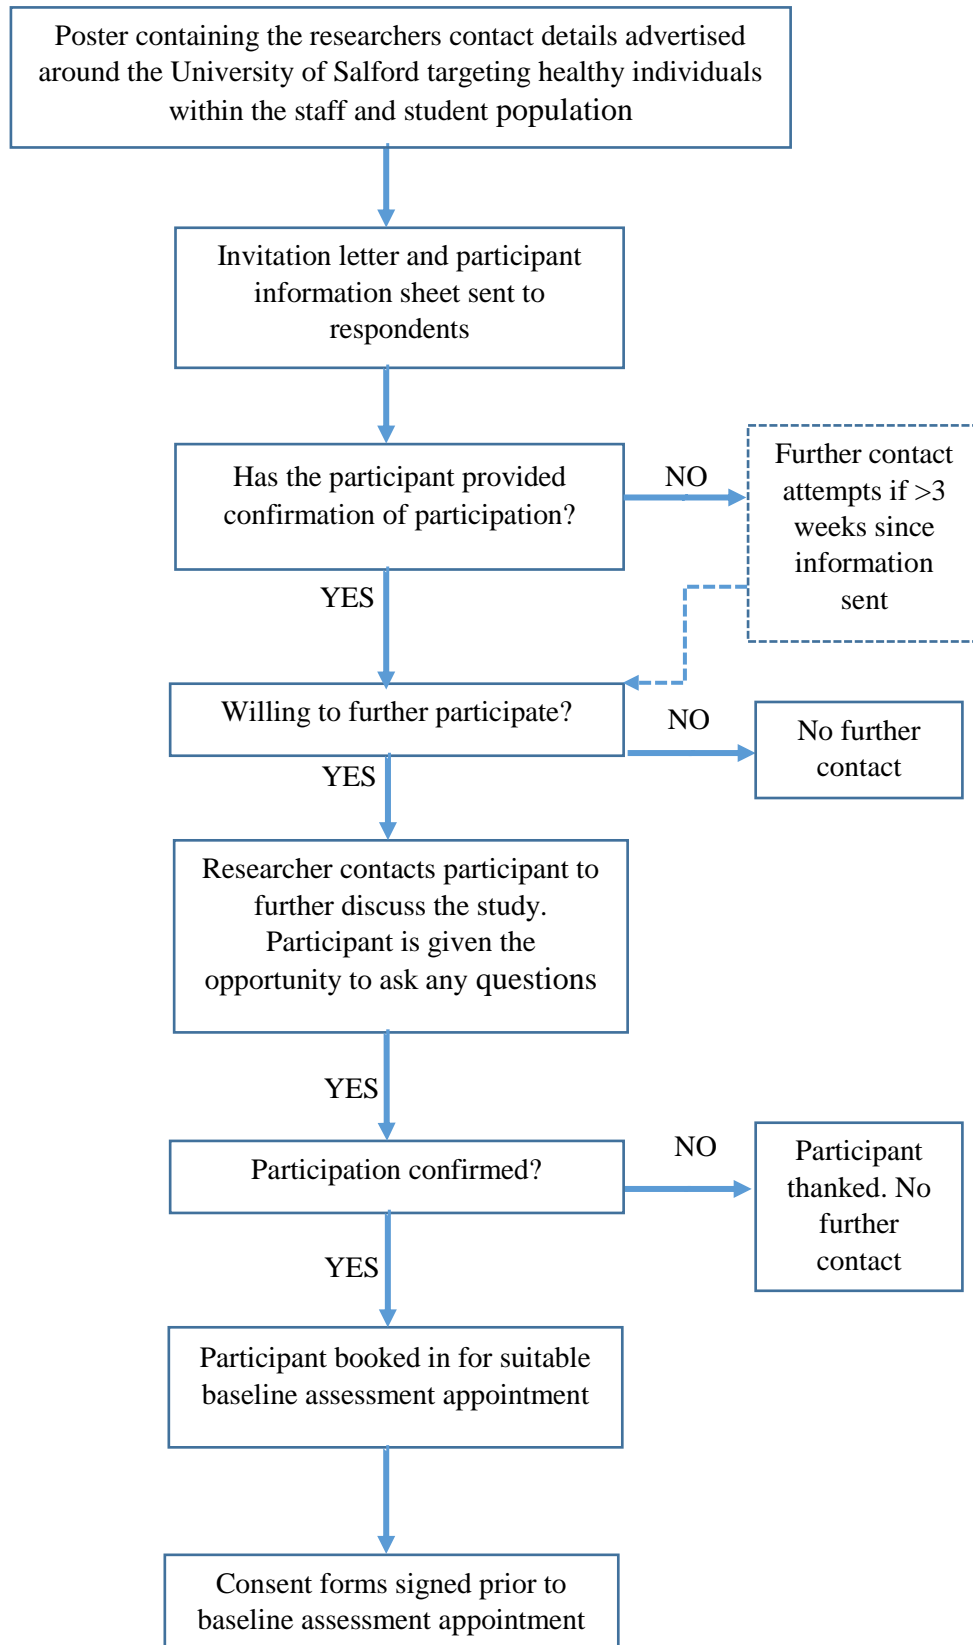 Poster containing the researchers contact details advertised
around the University of Salford targeting healthy individuals
within the staff and student population
Invitation letter and participant
information sheet sent to
respondents
Has the participant provided
confirmation of participation?
NO
Further contact
attempts if >3
weeks since
information
sent
YES
Willing to further participate?
NO
No further
contact
YES
Researcher contacts participant to
further discuss the study.
Participant is given the
opportunity to ask any questions
YES
Participation confirmed?
NO
Participant
thanked. No
further
contact
YES
Participant booked in for suitable
baseline assessment appointment
Consent forms signed prior to
baseline assessment appointment